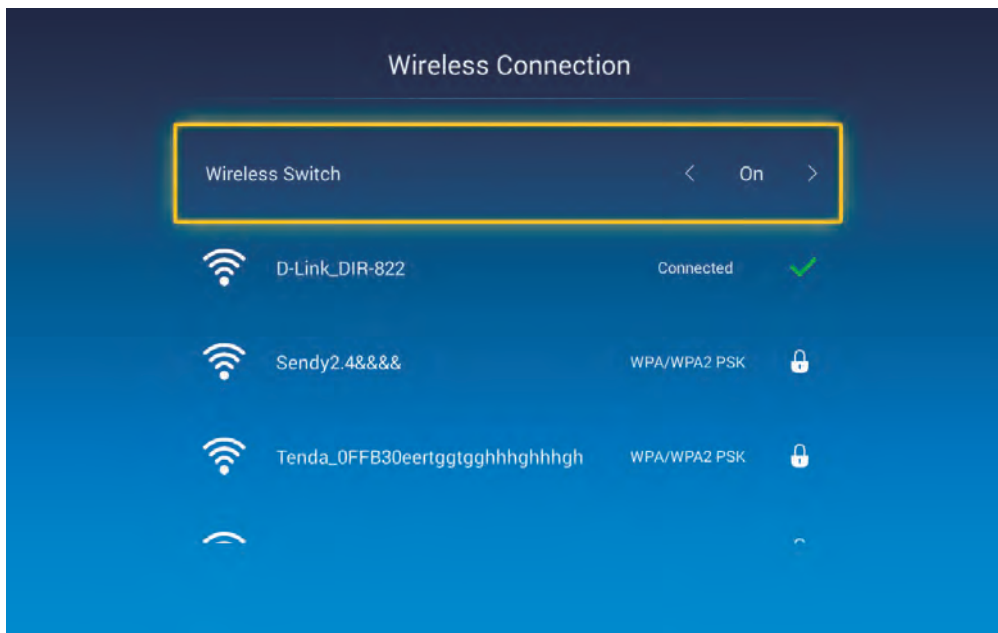 Wireless Connection
Wireless Switch < On >
D-Link_DIR-822 Connected
Sendy2.4&&&& WPA/WPA2 PSK
Tenda_0FFB30eertggtgghhhghhhgh WPA/WPA2 PSK